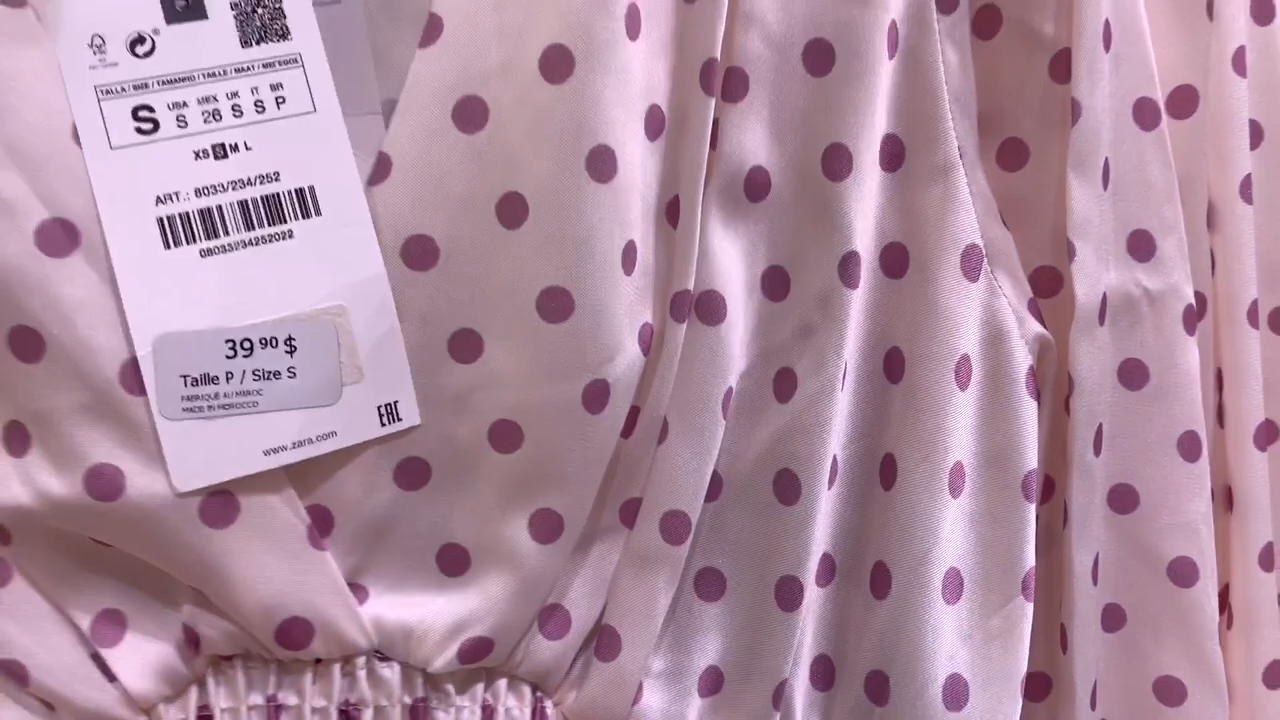 TALLA / SIZE / TAMANHO / TAILLE / MAAT / ΜΕΓΕΘΟΣ
S USA MEX UK IT BR
S 26 S S P
XS S M L
ART.: 8033/234/252
08033234252022
39 90 $
Taille P / Size S
FABRIQUÉ AU MAROC
MADE IN MOROCCO
www.zara.com
EAC